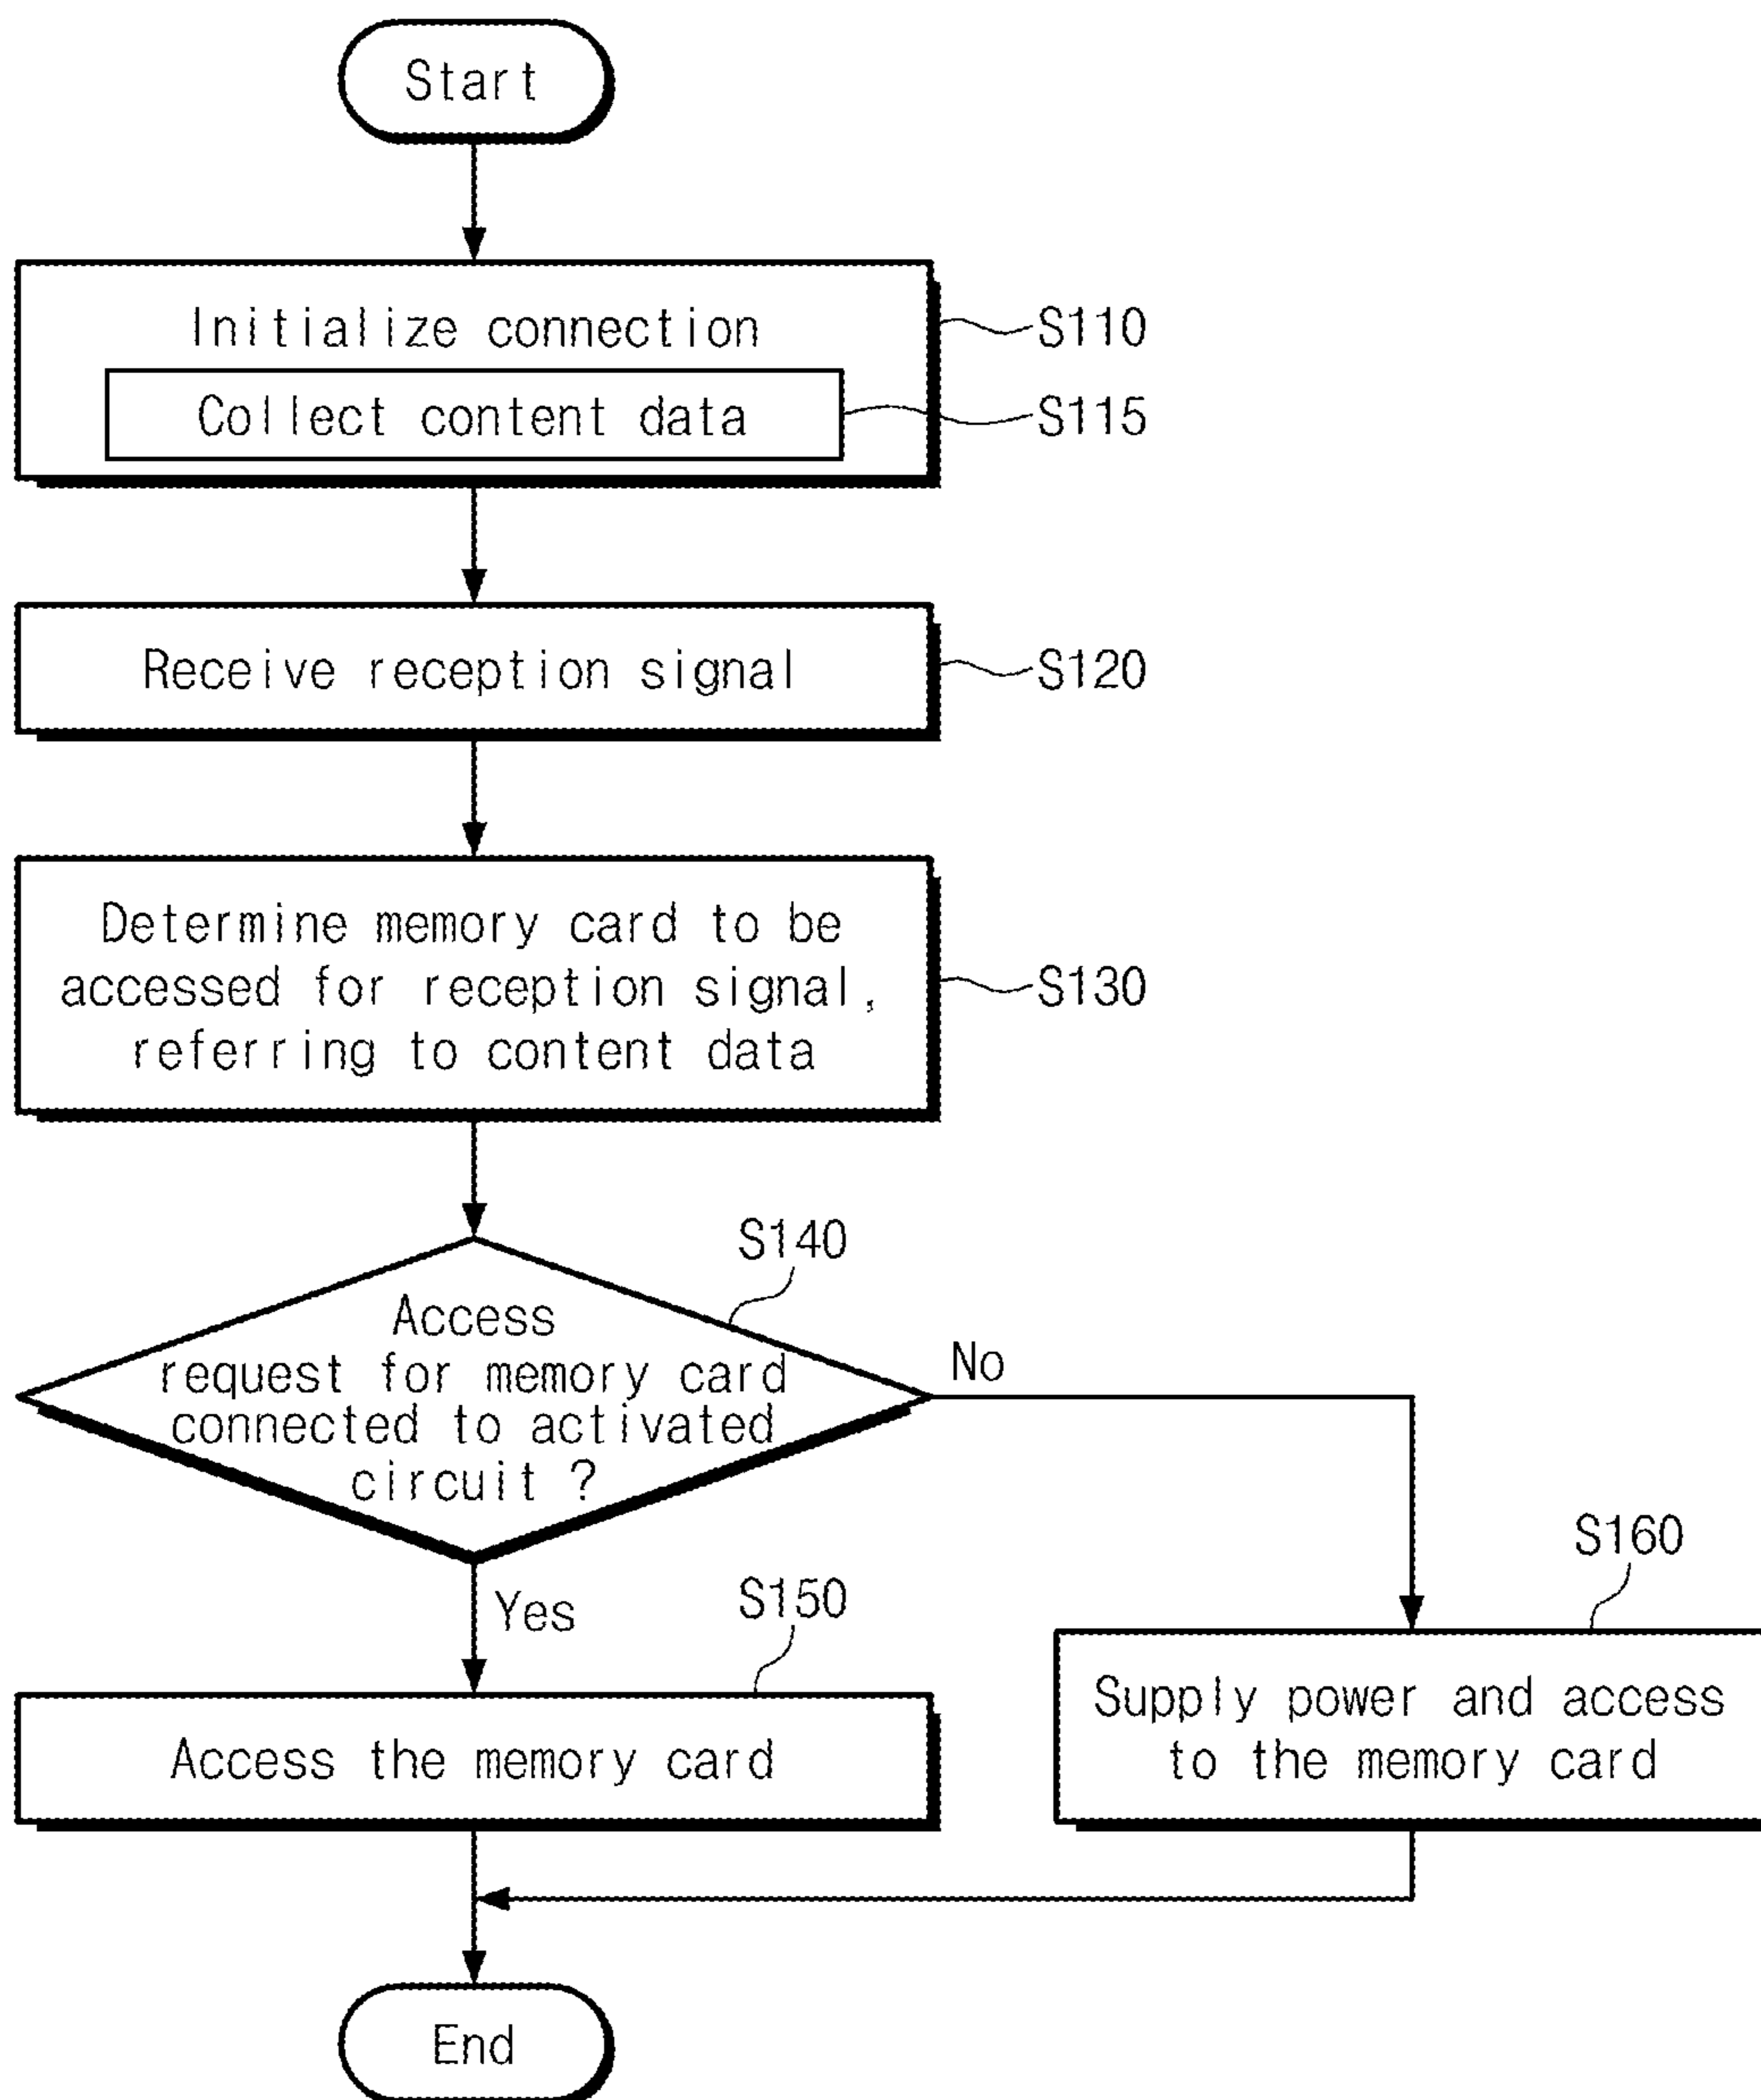 Start
Initialize connection
S110
Collect content data
S115
Receive reception signal
S120
Determine memory card to be
accessed for reception signal,
referring to content data
S130
S140
Access
request for memory card
connected to activated
circuit ?
No
Yes
S150
Access the memory card
S160
Supply power and access
to the memory card
End